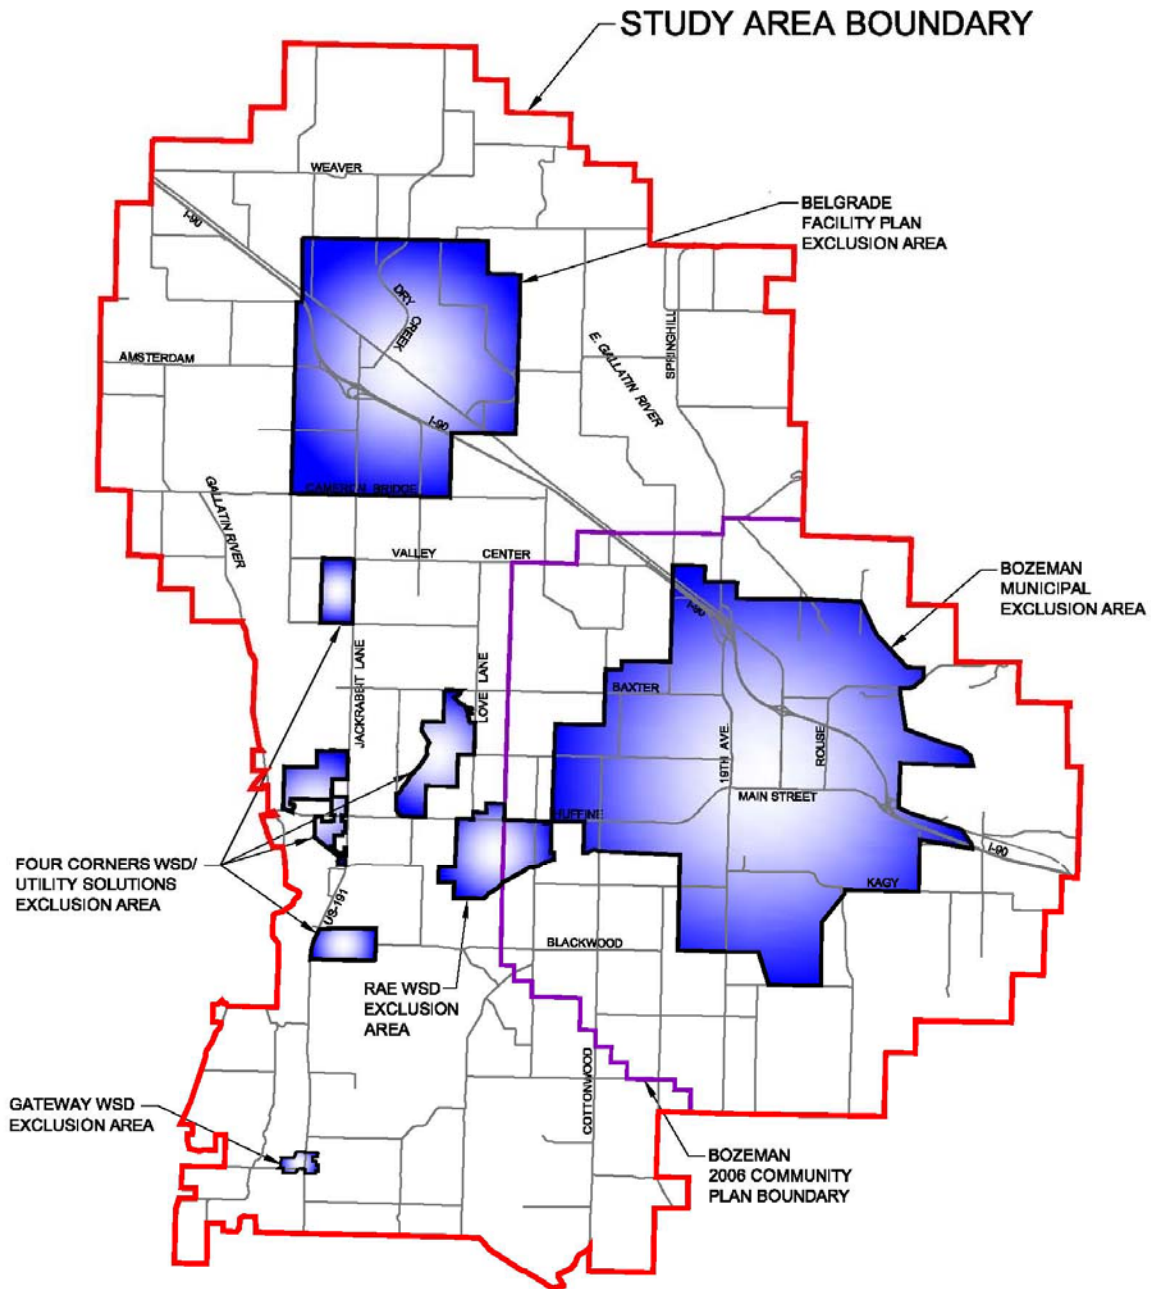 STUDY AREA BOUNDARY
WEAVER
I-90
BELGRADE
FACILITY PLAN
EXCLUSION AREA
DRY
CREEK
SPRINGHILL
E. GALLATIN RIVER
AMSTERDAM
I-90
GALLATIN RIVER
CAMERON BRIDGE
VALLEY CENTER
BOZEMAN
MUNICIPAL
EXCLUSION AREA
I-90
JACKRABBIT LANE
LOVE LANE
BAXTER
19TH AVE.
ROUSE
MAIN STREET
HUFFINE
I-90
FOUR CORNERS WSD/
UTILITY SOLUTIONS
EXCLUSION AREA
KAGY
US-191
BLACKWOOD
RAE WSD
EXCLUSION
AREA
COTTONWOOD
GATEWAY WSD
EXCLUSION AREA
BOZEMAN
2006 COMMUNITY
PLAN BOUNDARY